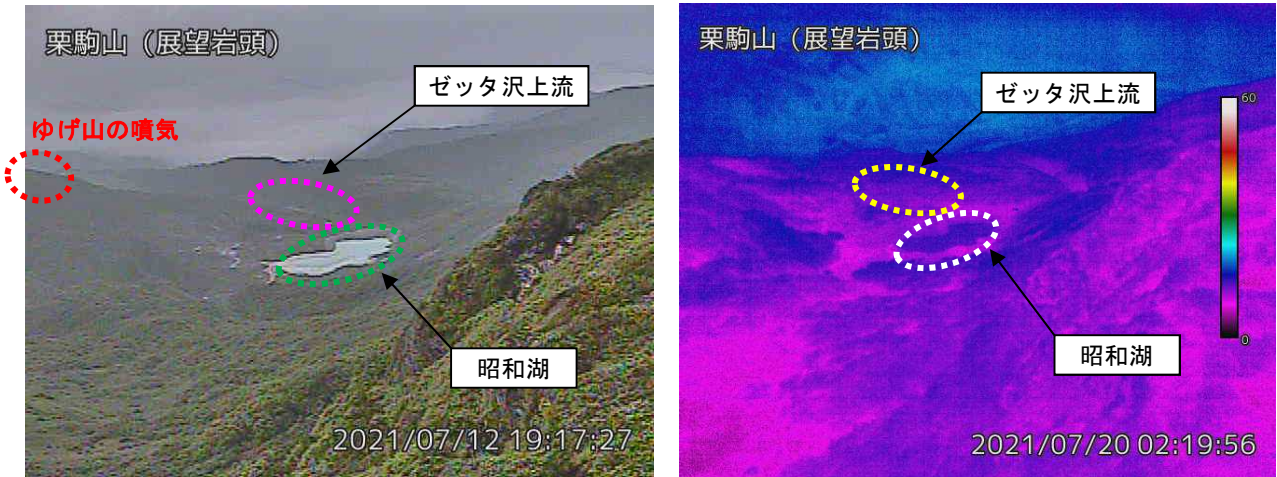 栗駒山（展望岩頭）
ゼッタ沢上流
ゆげ山の噴気
昭和湖
2021/07/12 19:17:27
栗駒山（展望岩頭）
ゼッタ沢上流
60
0
昭和湖
2021/07/20 02:19:56